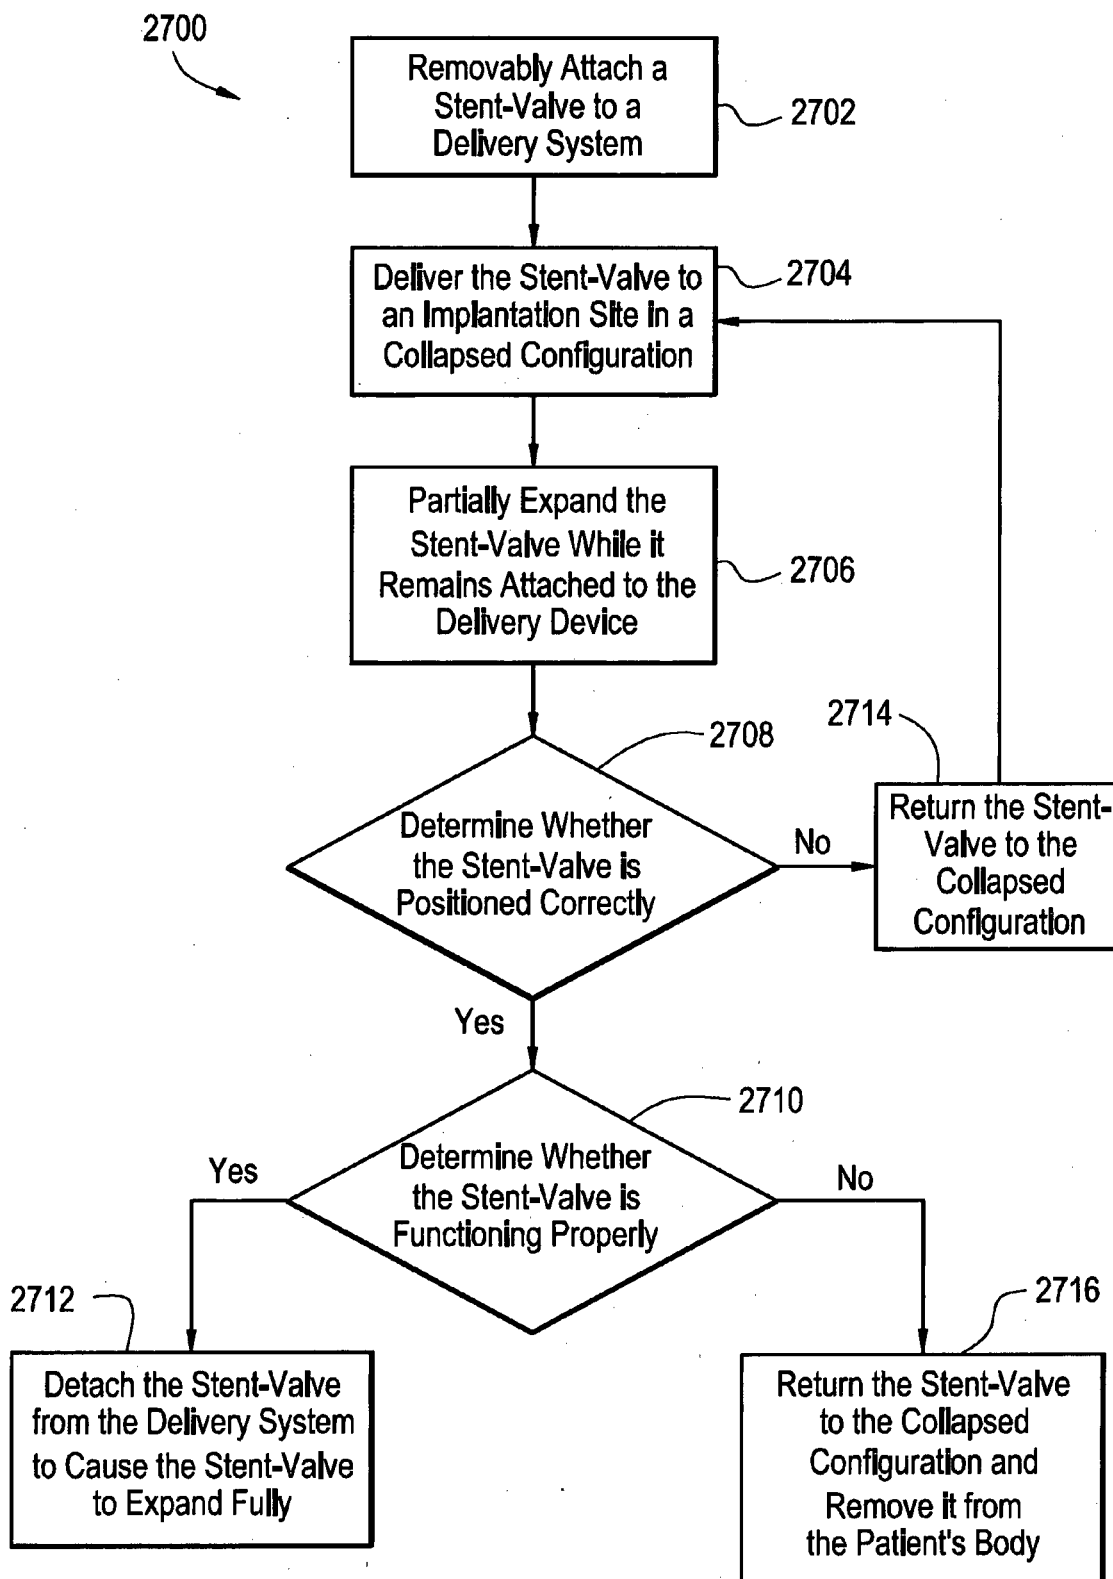 2700
Removably Attach a
Stent-Valve to a
Delivery System
2702
Deliver the Stent-Valve to
an Implantation Site in a
Collapsed Configuration
2704
Partially Expand the
Stent-Valve While it
Remains Attached to the
Delivery Device
2706
Determine Whether
the Stent-Valve is
Positioned Correctly
2708
No
2714
Return the Stent-
Valve to the
Collapsed
Configuration
Yes
Determine Whether
the Stent-Valve is
Functioning Properly
2710
Yes
No
2712
Detach the Stent-Valve
from the Delivery System
to Cause the Stent-Valve
to Expand Fully
2716
Return the Stent-Valve
to the Collapsed
Configuration and
Remove it from
the Patient's Body